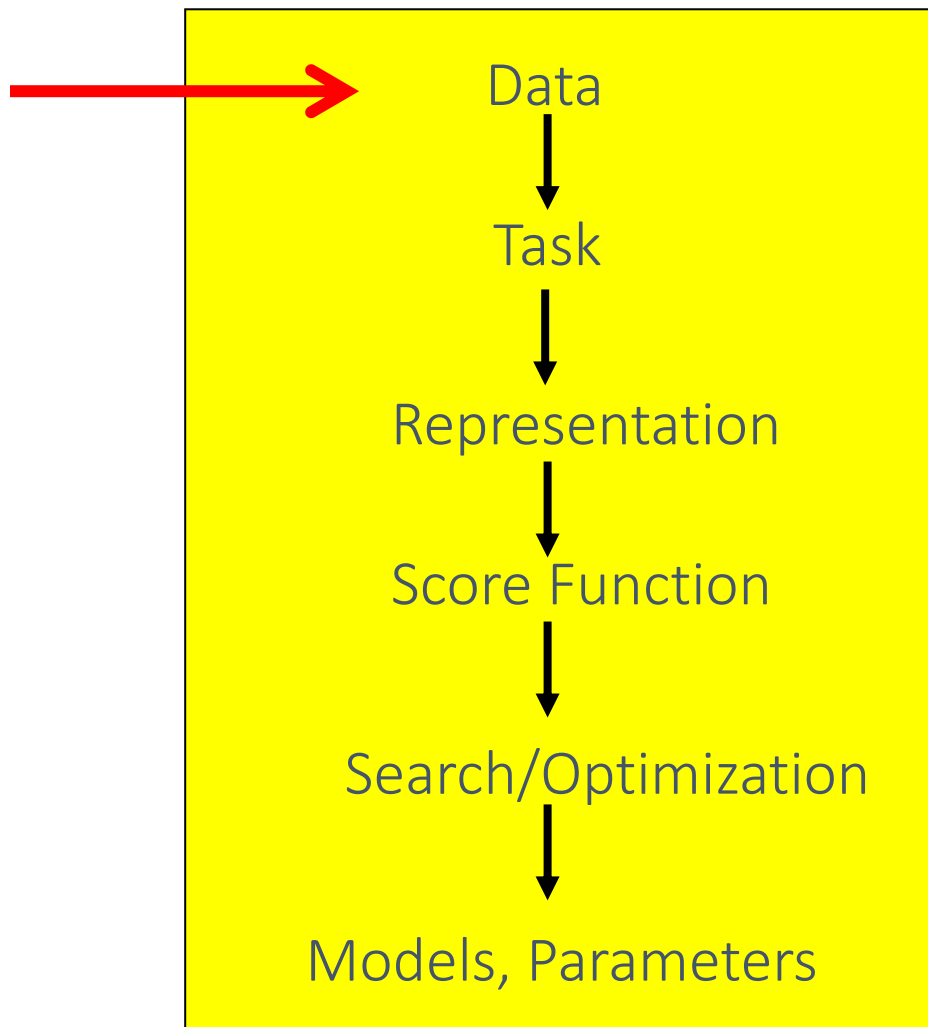 Data
Task
Representation
Score Function
Search/Optimization
Models, Parameters